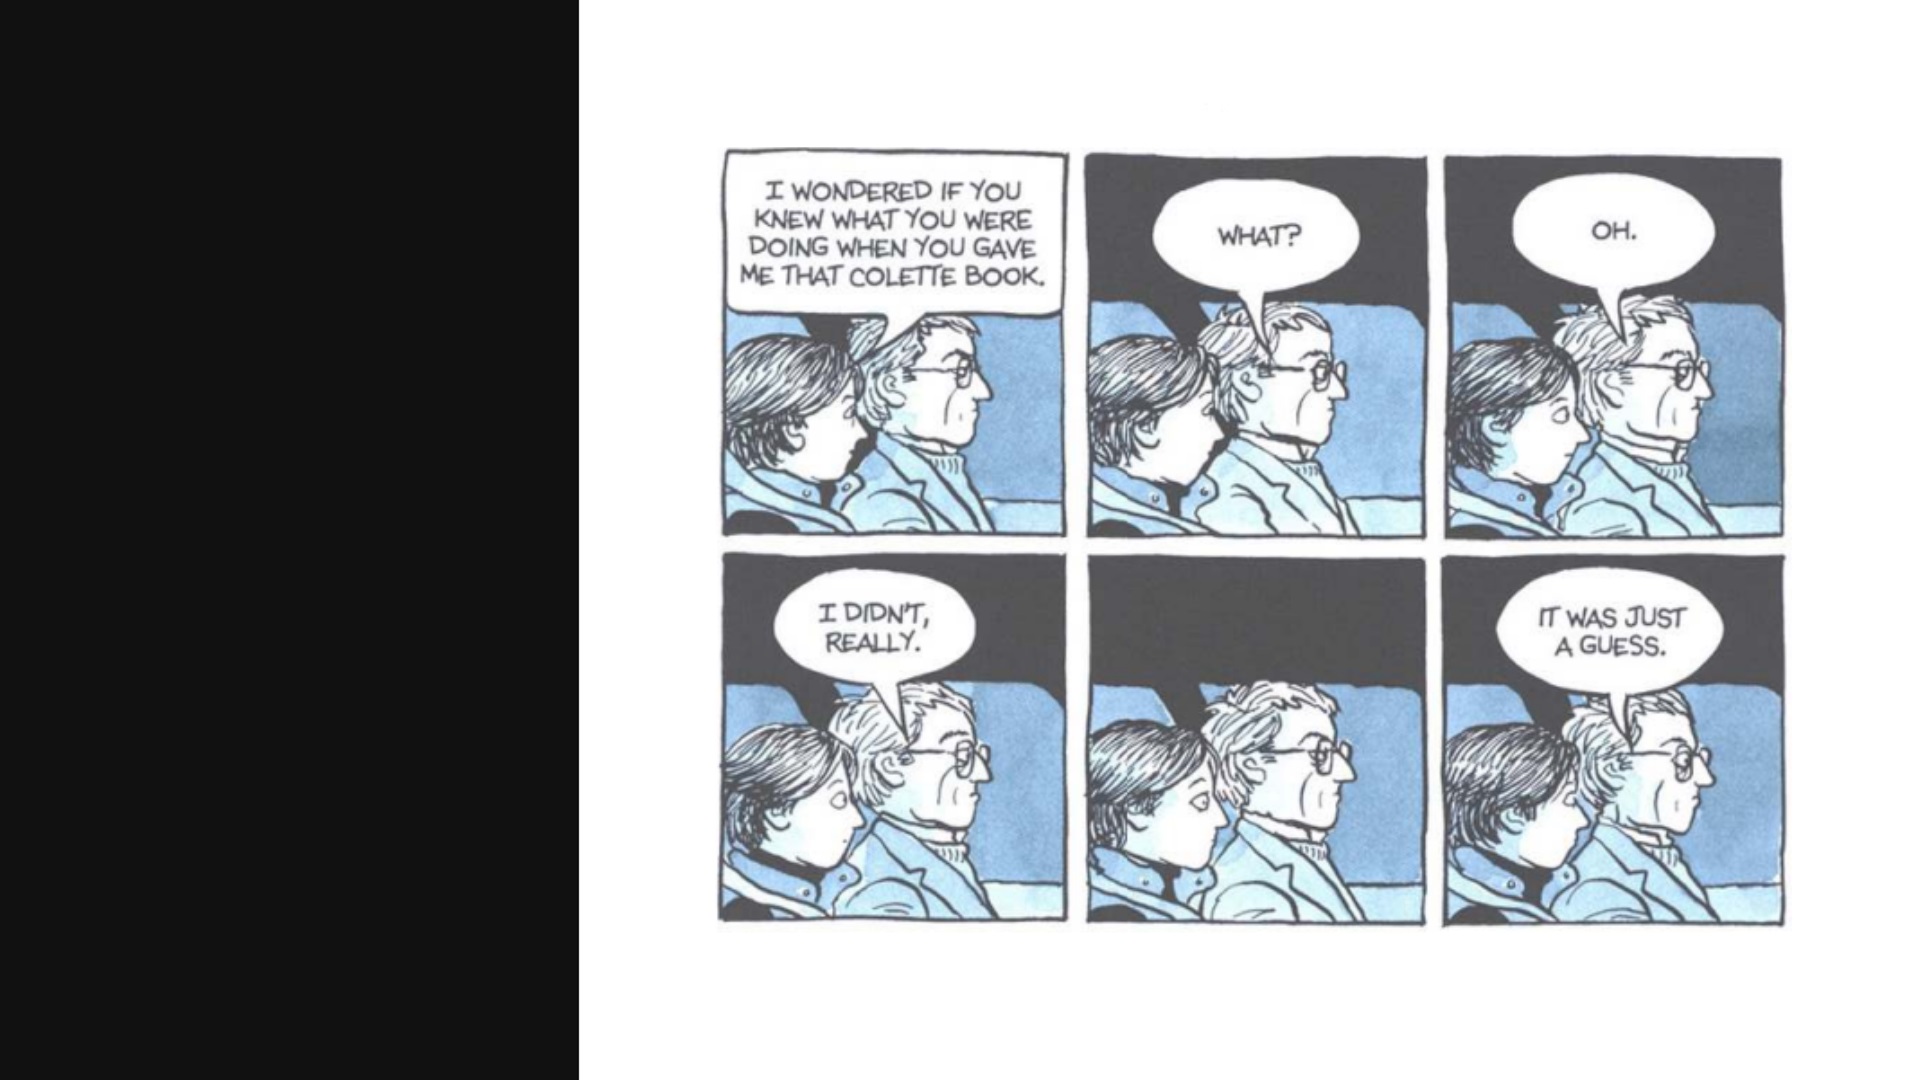 I WONDERED IF YOU
KNEW WHAT YOU WERE
DOING WHEN YOU GAVE
ME THAT COLETTE BOOK.
WHAT?
OH.
I DIDN'T,
REALLY.
IT WAS JUST
A GUESS.